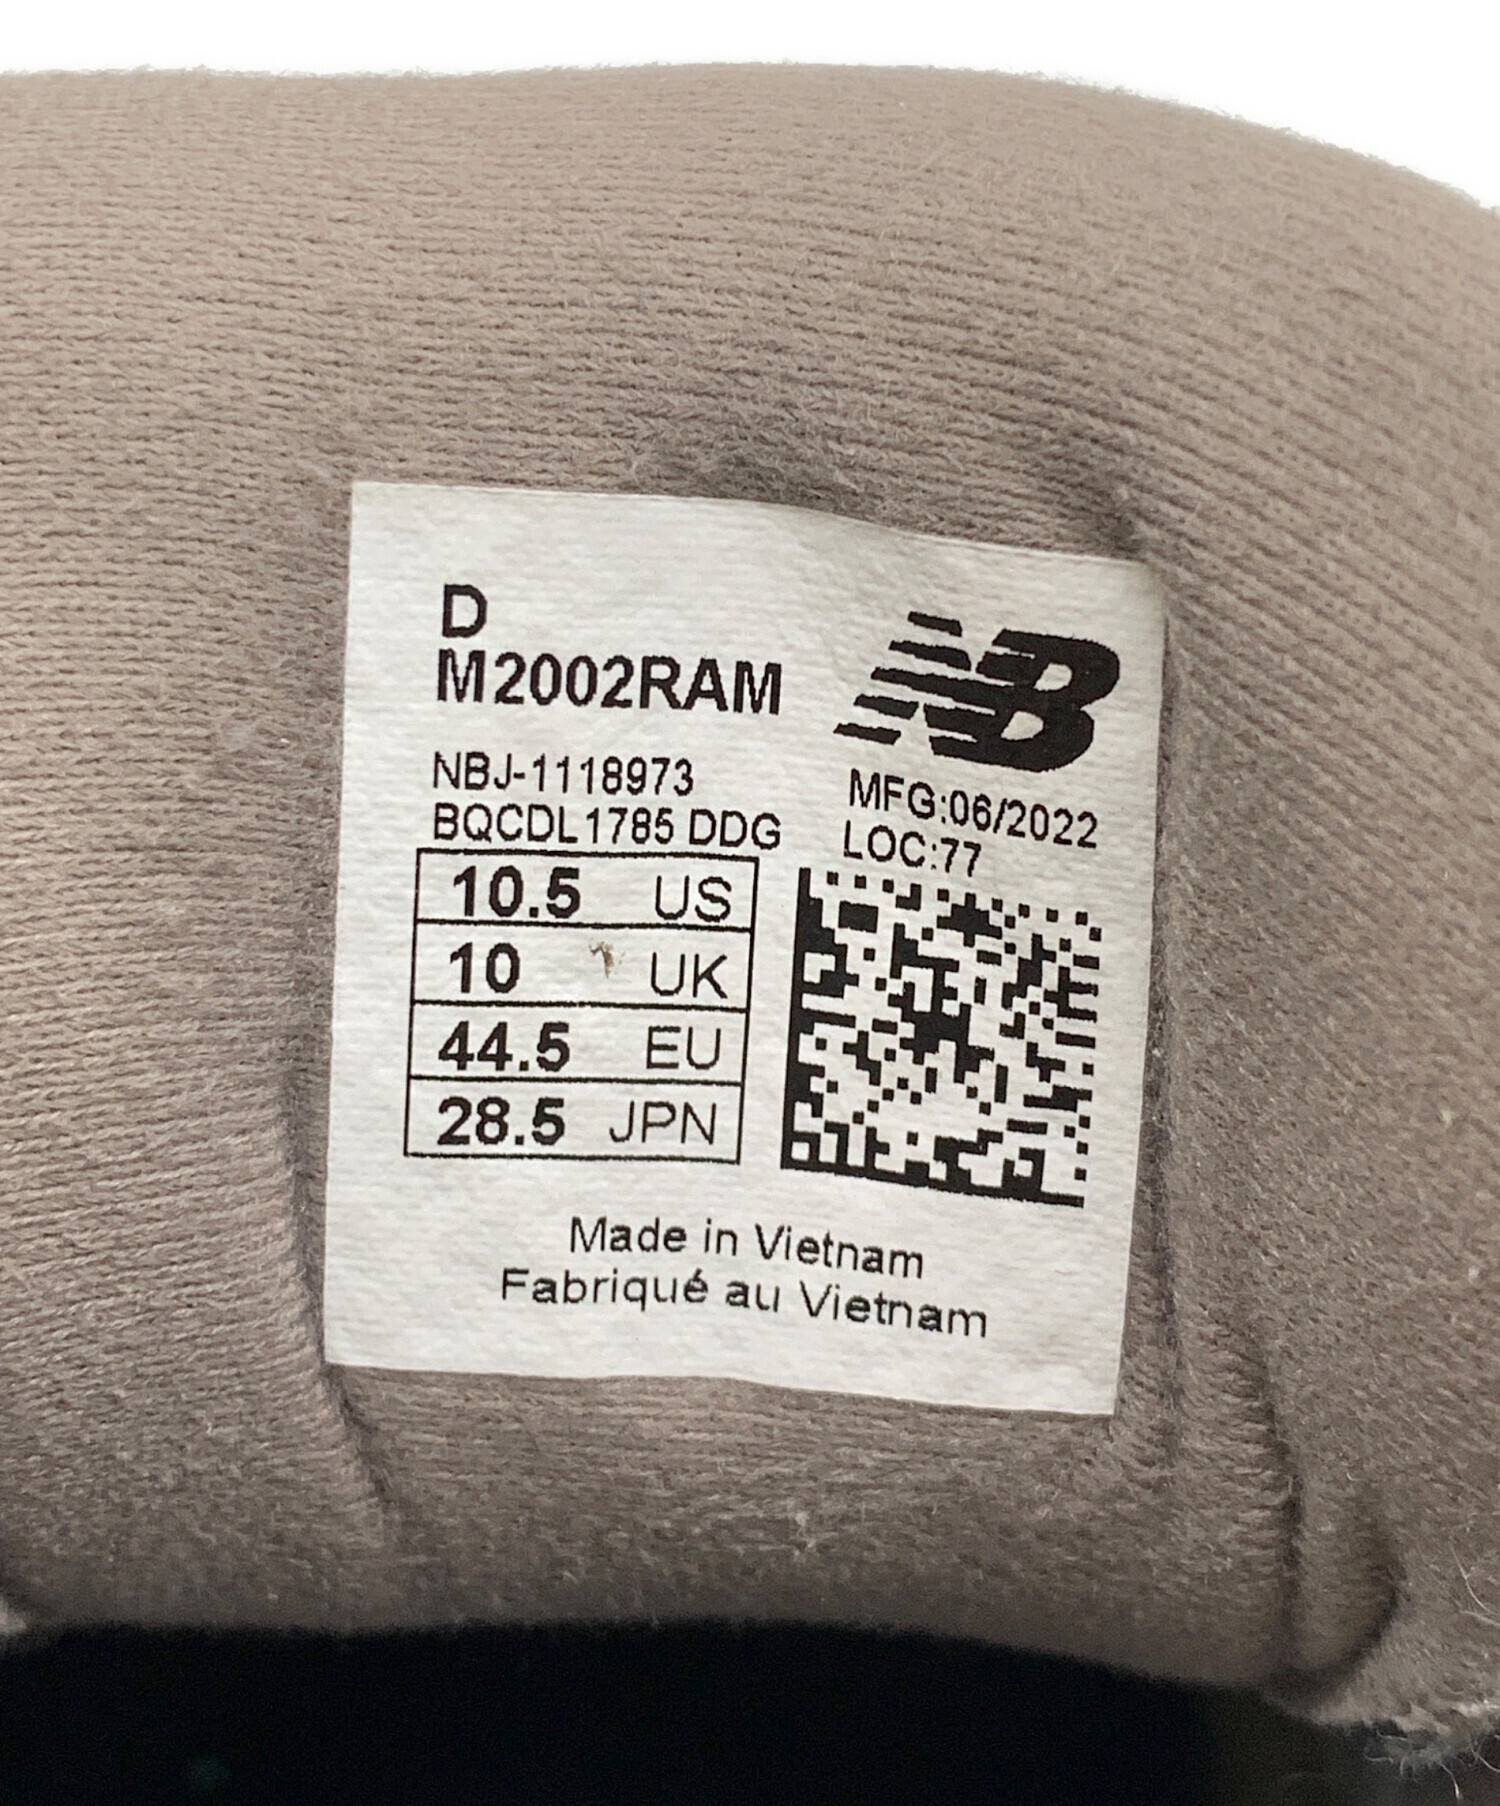 D
M2002RAM
NB
NBJ-1118973
BQCDL1785 DDG
MFG:06/2022
LOC:77
10.5 US
10 UK
44.5 EU
28.5 JPN
Made in Vietnam
Fabriqué au Vietnam